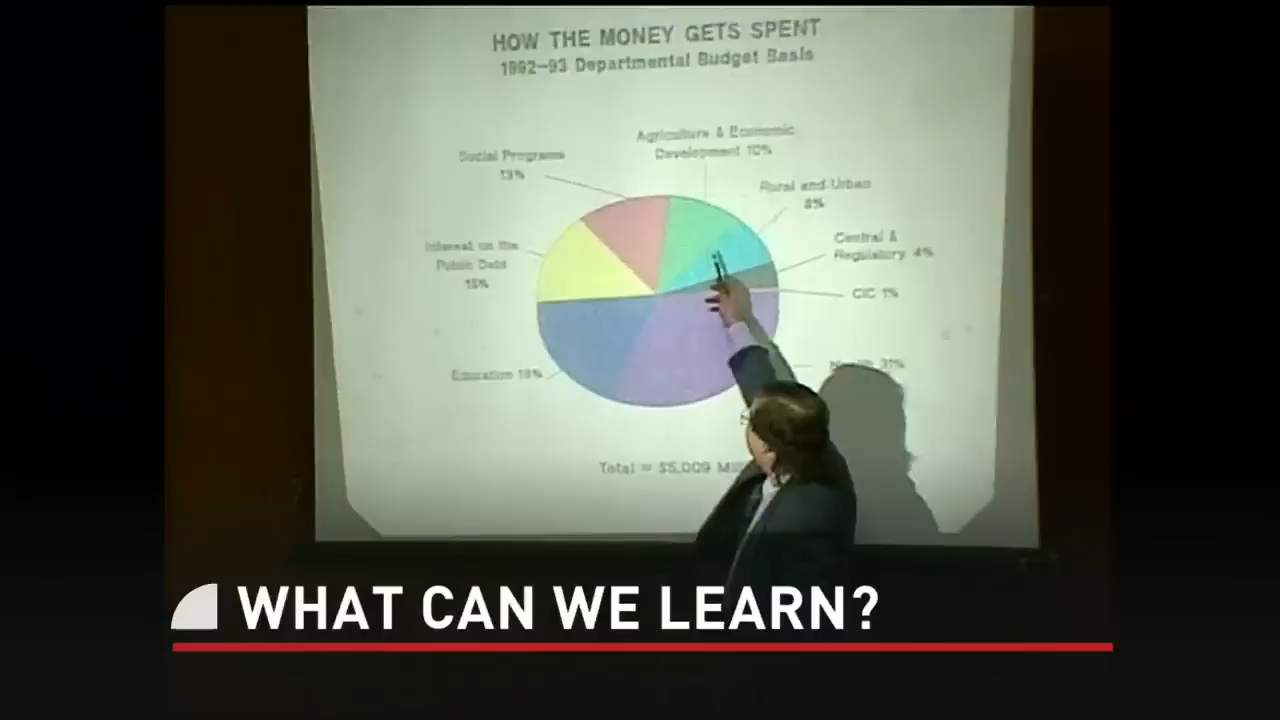 HOW THE MONEY GETS SPENT
1992-93 Departmental Budget Basis
Agriculture & Economic
Development 10%
Social Programs
13%
Rural and Urban
8%
Interest on the
Public Debt
15%
Central &
Regulatory 4%
CIC 1%
Health 31%
Education 18%
Total = $5,009
WHAT CAN WE LEARN?